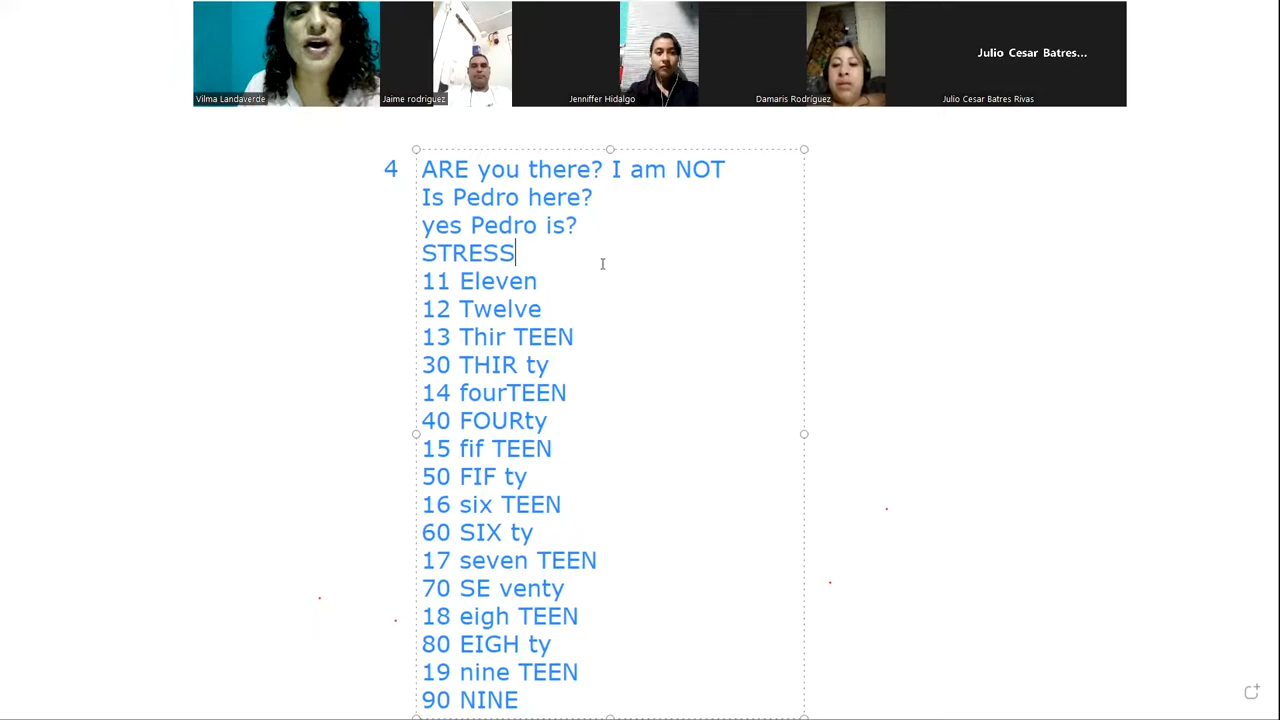 Vilma Landaverde
Jaime rodriguez
Jenniffer Hidalgo
Damaris Rodríguez
Julio Cesar Batres...
Julio Cesar Batres Rivas
4
ARE you there? I am NOT
Is Pedro here?
yes Pedro is?
STRESS
11 Eleven
12 Twelve
13 Thir TEEN
30 THIR ty
14 fourTEEN
40 FOURty
15 fif TEEN
50 FIF ty
16 six TEEN
60 SIX ty
17 seven TEEN
70 SE venty
18 eigh TEEN
80 EIGH ty
19 nine TEEN
90 NINE